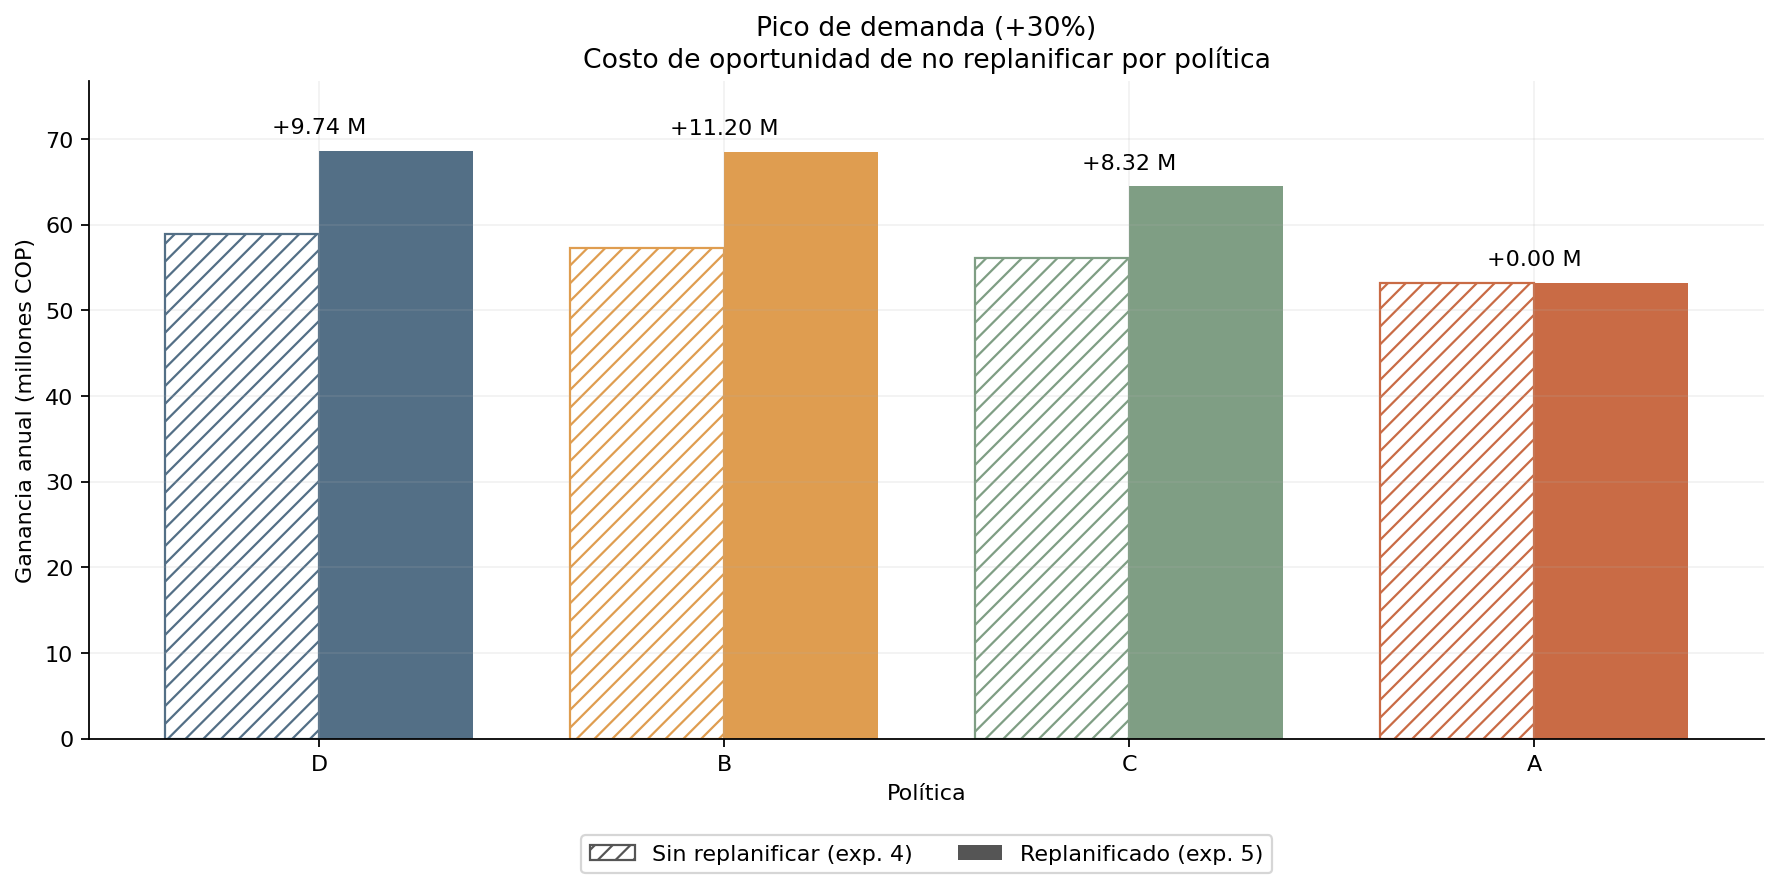 Pico de demanda (+30%)
Costo de oportunidad de no replanificar por política
+9.74 M
+11.20 M
+8.32 M
+0.00 M
Ganancia anual (millones COP)
70
60
50
40
30
20
10
0
D
B
C
A
Política
Sin replanificar (exp. 4)
Replanificado (exp. 5)